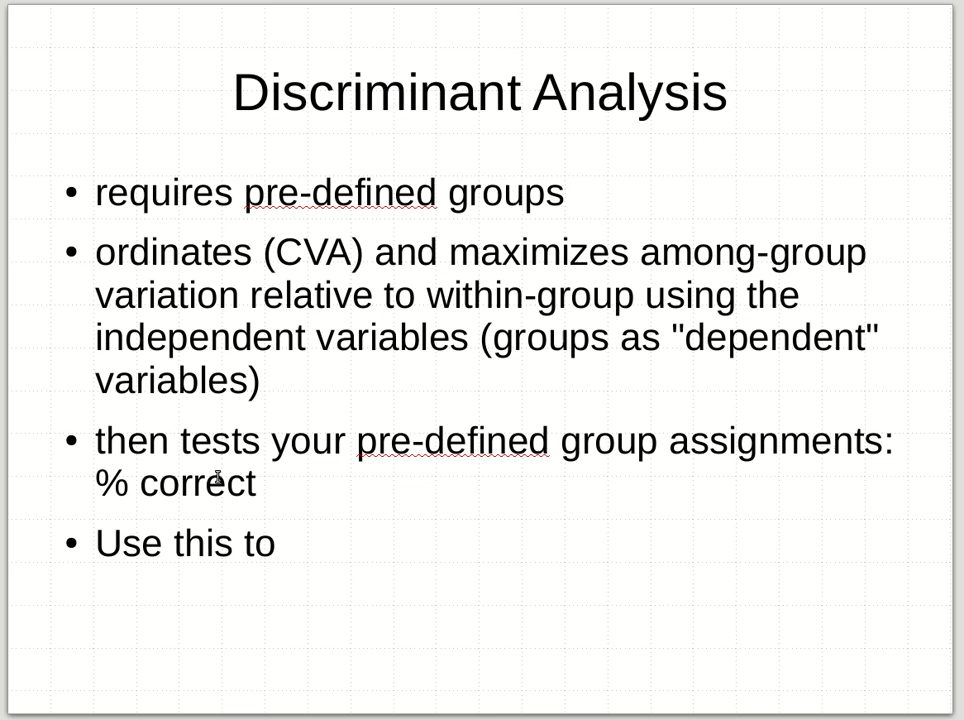 Discriminant Analysis
• requires pre-defined groups
• ordinates (CVA) and maximizes among-group
variation relative to within-group using the
independent variables (groups as "dependent"
variables)
• then tests your pre-defined group assignments:
% correct
• Use this to